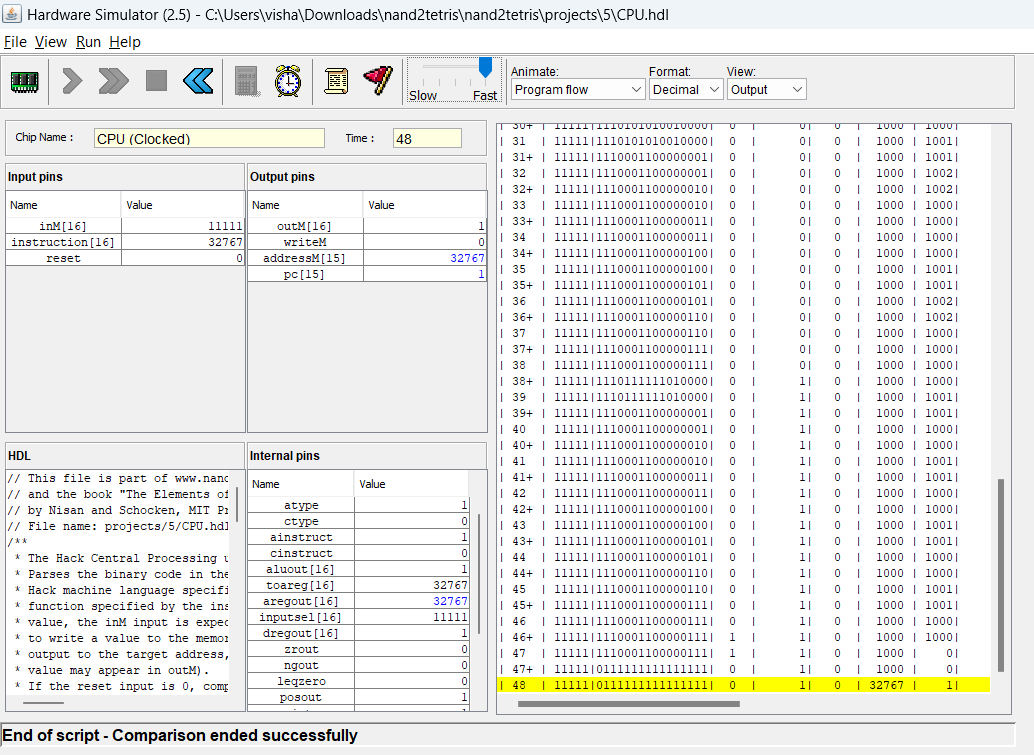 Hardware Simulator (2.5) - C:\Users\visha\Downloads\nand2tetris\nand2tetris\projects\5\CPU.hdl
File View Run Help
Slow Fast
Animate: Format: View:
Program flow Decimal Output
Chip Name : CPU (Clocked) Time : 48
Input pins
Name Value
inM[16] 11111
instruction[16] 32767
reset 0
Output pins
Name Value
outM[16] 1
writeM 0
addressM[15] 32767
pc[15] 1
HDL
// This file is part of www.nand
// and the book "The Elements of
// by Nisan and Schocken, MIT Pr
// File name: projects/5/CPU.hdl
/**
* The Hack Central Processing u
* Parses the binary code in the
* Hack machine language specifi
* function specified by the ins
* value, the inM input is expec
* to write a value to the memor
* output to the target address,
* value may appear in outM).
* If the reset input is 0, comp
Internal pins
Name Value
atype 1
ctype 0
ainstruct 1
cinstruct 0
aluout[16] 1
toareg[16] 32767
aregout[16] 32767
inputsel[16] 11111
dregout[16] 1
zrout 0
ngout 0
leqzero 0
posout 1
| 30+ | 11111|1110101010010000| 0 | 0| 0 | 1000 | 1000|
| 31 | 11111|1110101010010000| 0 | 0| 0 | 1000 | 1001|
| 31+ | 11111|1110001100000001| 0 | 0| 0 | 1000 | 1001|
| 32 | 11111|1110001100000001| 0 | 0| 0 | 1000 | 1002|
| 32+ | 11111|1110001100000010| 0 | 0| 0 | 1000 | 1002|
| 33 | 11111|1110001100000010| 0 | 0| 0 | 1000 | 1000|
| 33+ | 11111|1110001100000011| 0 | 0| 0 | 1000 | 1000|
| 34 | 11111|1110001100000011| 0 | 0| 0 | 1000 | 1000|
| 34+ | 11111|1110001100000100| 0 | 0| 0 | 1000 | 1000|
| 35 | 11111|1110001100000100| 0 | 0| 0 | 1000 | 1001|
| 35+ | 11111|1110001100000101| 0 | 0| 0 | 1000 | 1001|
| 36 | 11111|1110001100000101| 0 | 0| 0 | 1000 | 1002|
| 36+ | 11111|1110001100000110| 0 | 0| 0 | 1000 | 1002|
| 37 | 11111|1110001100000110| 0 | 0| 0 | 1000 | 1000|
| 37+ | 11111|1110001100000111| 0 | 0| 0 | 1000 | 1000|
| 38 | 11111|1110001100000111| 0 | 0| 0 | 1000 | 1000|
| 38+ | 11111|1110111111010000| 0 | 1| 0 | 1000 | 1000|
| 39 | 11111|1110111111010000| 0 | 1| 0 | 1000 | 1001|
| 39+ | 11111|1110001100000001| 0 | 1| 0 | 1000 | 1001|
| 40 | 11111|1110001100000001| 0 | 1| 0 | 1000 | 1000|
| 40+ | 11111|1110001100000010| 0 | 1| 0 | 1000 | 1000|
| 41 | 11111|1110001100000010| 0 | 1| 0 | 1000 | 1001|
| 41+ | 11111|1110001100000011| 0 | 1| 0 | 1000 | 1001|
| 42 | 11111|1110001100000011| 0 | 1| 0 | 1000 | 1000|
| 42+ | 11111|1110001100000100| 0 | 1| 0 | 1000 | 1000|
| 43 | 11111|1110001100000100| 0 | 1| 0 | 1000 | 1001|
| 43+ | 11111|1110001100000101| 0 | 1| 0 | 1000 | 1001|
| 44 | 11111|1110001100000101| 0 | 1| 0 | 1000 | 1000|
| 44+ | 11111|1110001100000110| 0 | 1| 0 | 1000 | 1000|
| 45 | 11111|1110001100000110| 0 | 1| 0 | 1000 | 1001|
| 45+ | 11111|1110001100000111| 0 | 1| 0 | 1000 | 1001|
| 46 | 11111|1110001100000111| 0 | 1| 0 | 1000 | 1000|
| 46+ | 11111|1110001100000111| 1 | 1| 0 | 1000 | 1000|
| 47 | 11111|1110001100000111| 1 | 1| 0 | 1000 | 0|
| 47+ | 11111|0111111111111111| 0 | 1| 0 | 1000 | 0|
| 48 | 11111|0111111111111111| 0 | 1| 0 | 32767 | 1|
End of script - Comparison ended successfully